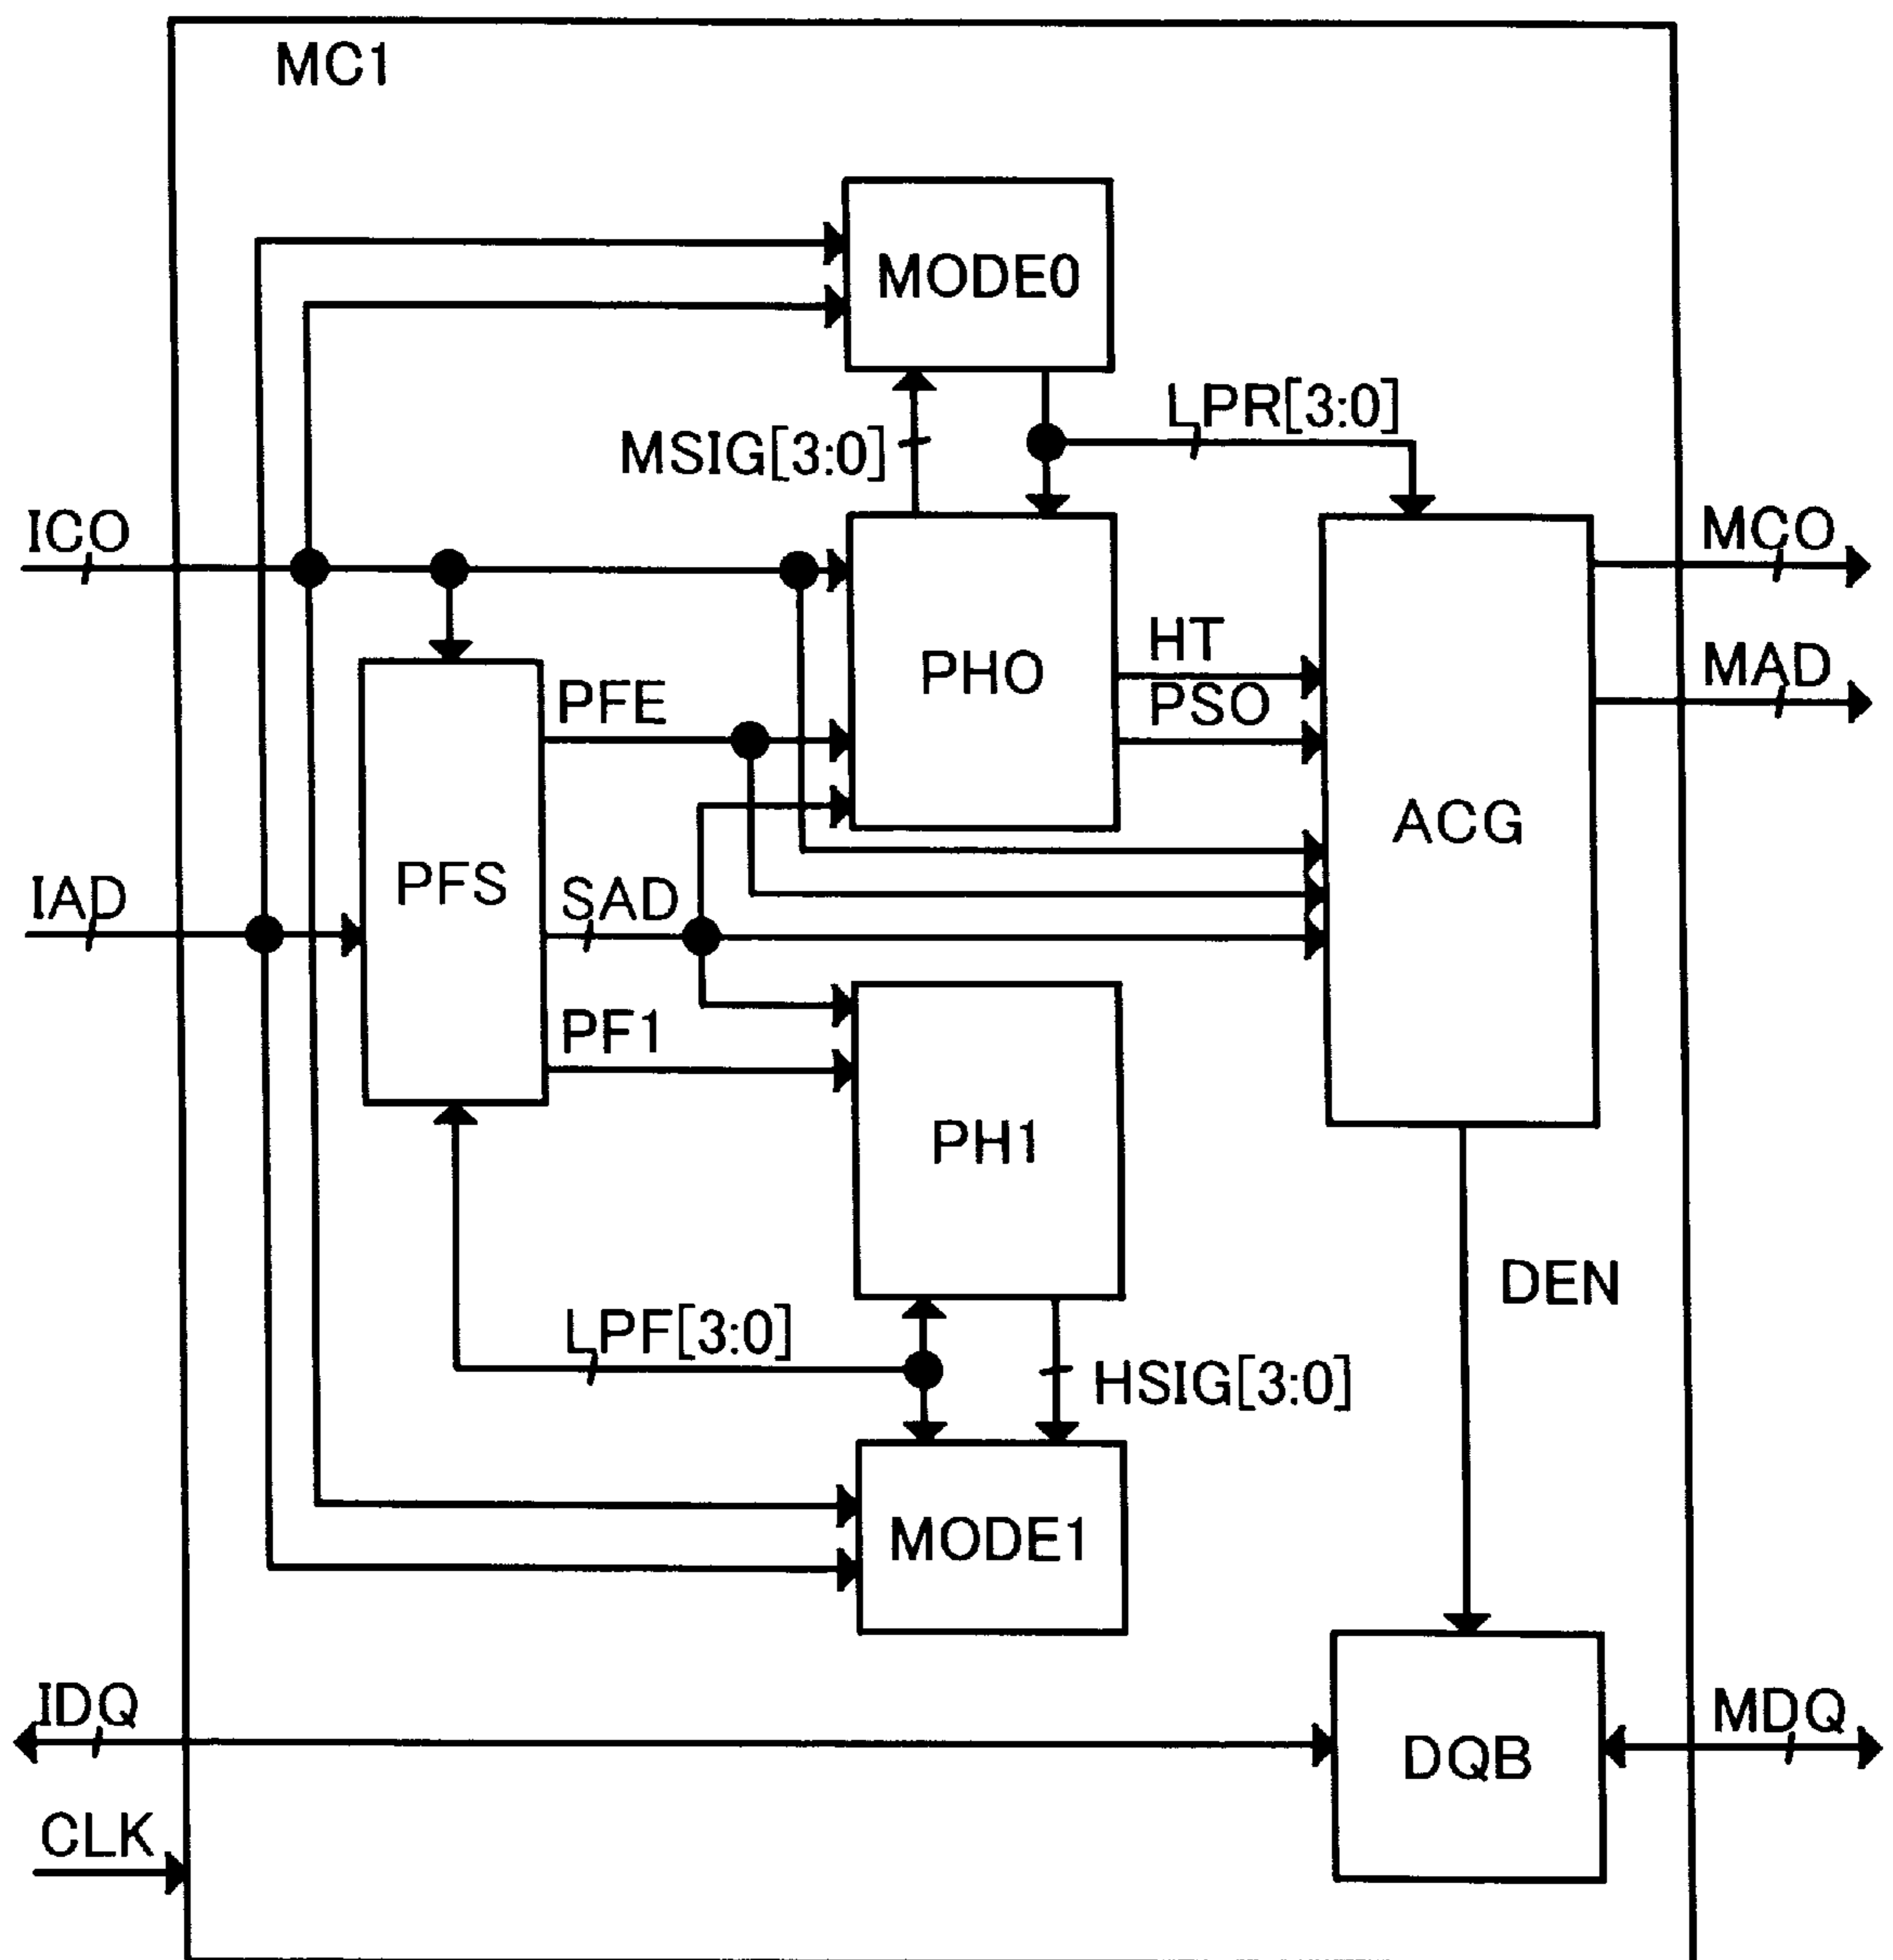 MC1
MODE0
LPR[3:0]
MSIG[3:0]
ICO
MCO
HT
PHO
MAD
PFE
PSO
ACG
PFS
IAD
SAD
PF1
PH1
DEN
LPF[3:0]
HSIG[3:0]
MODE1
IDQ
MDQ
DQB
CLK